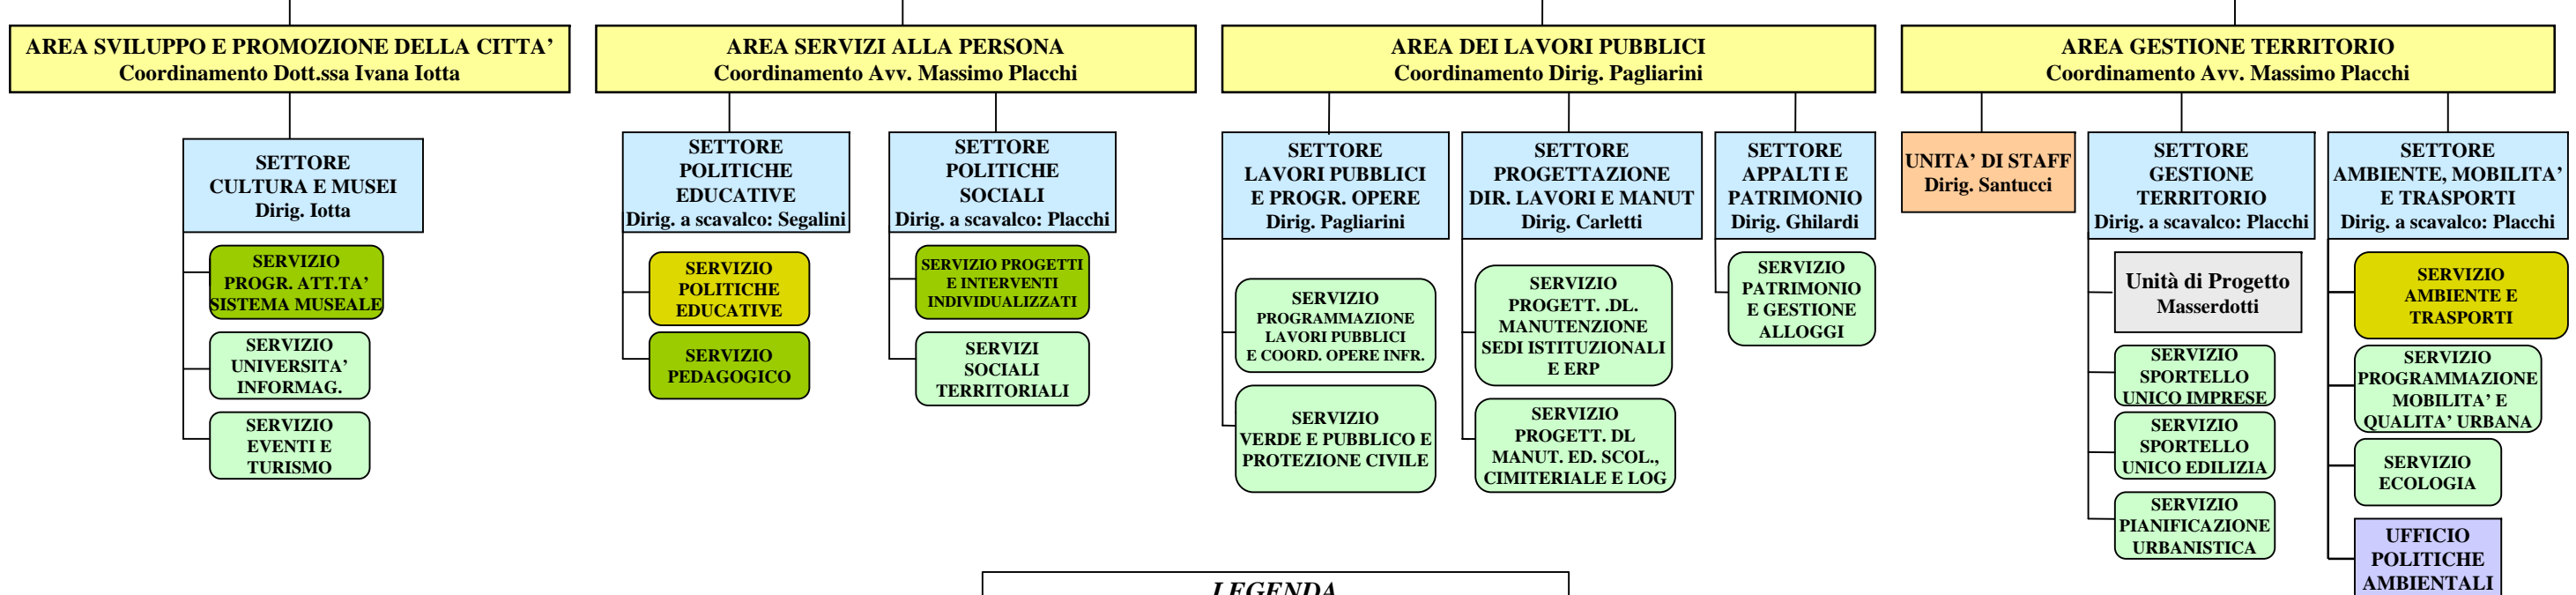 AREA SVILUPPO E PROMOZIONE DELLA CITTA’
Coordinamento Dott.ssa Ivana Iotta
SETTORE
CULTURA E MUSEI
Dirig. Iotta
SERVIZIO
PROGR. ATT.TA’
SISTEMA MUSEALE
SERVIZIO
UNIVERSITA’
INFORMAG.
SERVIZIO
EVENTI E
TURISMO
AREA SERVIZI ALLA PERSONA
Coordinamento Avv. Massimo Placchi
SETTORE
POLITICHE
EDUCATIVE
Dirig. a scavalco: Segalini
SERVIZIO
POLITICHE
EDUCATIVE
SERVIZIO
PEDAGOGICO
SETTORE
POLITICHE
SOCIALI
Dirig. a scavalco: Placchi
SERVIZIO PROGETTI
E INTERVENTI
INDIVIDUALIZZATI
SERVIZI
SOCIALI
TERRITORIALI
AREA DEI LAVORI PUBBLICI
Coordinamento Dirig. Pagliarini
SETTORE
LAVORI PUBBLICI
E PROGR. OPERE
Dirig. Pagliarini
SERVIZIO
PROGRAMMAZIONE
LAVORI PUBBLICI
E COORD. OPERE INFR.
SERVIZIO
VERDE E PUBBLICO E
PROTEZIONE CIVILE
SETTORE
PROGETTAZIONE
DIR. LAVORI E MANUT
Dirig. Carletti
SERVIZIO
PROGETT. .DL.
MANUTENZIONE
SEDI ISTITUZIONALI
E ERP
SERVIZIO
PROGETT. DL
MANUT. ED. SCOL.,
CIMITERIALE E LOG
SETTORE
APPALTI E
PATRIMONIO
Dirig. Ghilardi
SERVIZIO
PATRIMONIO
E GESTIONE
ALLOGGI
AREA GESTIONE TERRITORIO
Coordinamento Avv. Massimo Placchi
UNITA’ DI STAFF
Dirig. Santucci
SETTORE
GESTIONE
TERRITORIO
Dirig. a scavalco: Placchi
Unità di Progetto
Masserdotti
SERVIZIO
SPORTELLO
UNICO IMPRESE
SERVIZIO
SPORTELLO
UNICO EDILIZIA
SERVIZIO
PIANIFICAZIONE
URBANISTICA
SETTORE
AMBIENTE, MOBILITA’
E TRASPORTI
Dirig. a scavalco: Placchi
SERVIZIO
AMBIENTE E
TRASPORTI
SERVIZIO
PROGRAMMAZIONE
MOBILITA’ E
QUALITA’ URBANA
SERVIZIO
ECOLOGIA
UFFICIO
POLITICHE
AMBIENTALI
LEGENDA